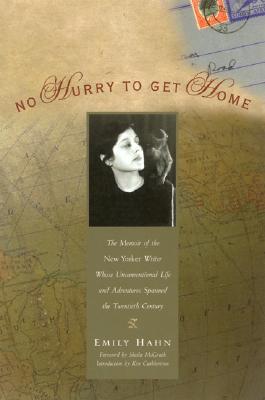 NO HURRY TO GET HOME
The Memoir of the
New Yorker Writer
Whose Unconventional Life
and Adventures Spanned
the Twentieth Century
EMILY HAHN
Foreword by Sheila McGrath
Introduction by Ken Cuthbertson